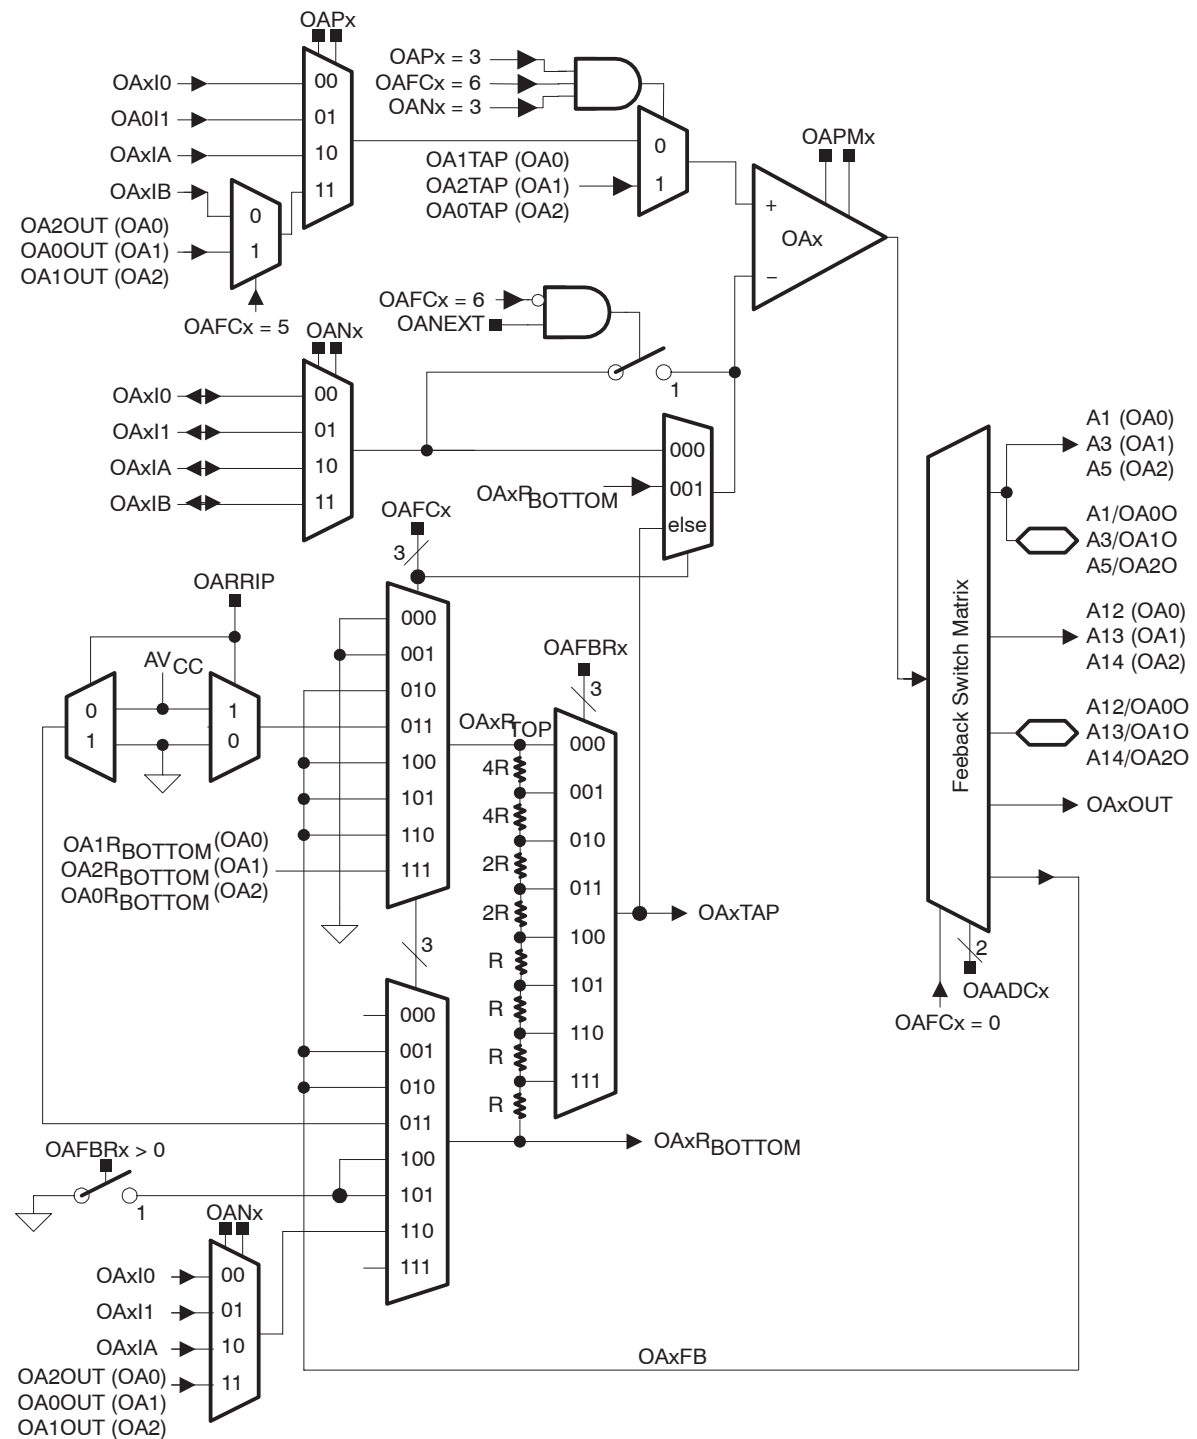 OAPx
OAxI0
OA0I1
OAxIA
OAxIB
00
01
10
11
OA2OUT (OA0)
OA0OUT (OA1)
OA1OUT (OA2)
0
1
OAFCx = 5
OAPx = 3
OAFCx = 6
OANx = 3
OA1TAP (OA0)
OA2TAP (OA1)
OA0TAP (OA2)
0
1
OAPMx
+
OAx
−
OAFCx = 6
OANEXT
1
OANx
OAxI0
OAxI1
OAxIA
OAxIB
00
01
10
11
000
001
else
OAxRBOTTOM
OAFCx
3
OARRIP
AVCC
0
1
1
0
000
001
010
011
100
101
110
111
OA1RBOTTOM (OA0)
OA2RBOTTOM (OA1)
OA0RBOTTOM (OA2)
3
OAxRTOP
4R
4R
2R
2R
R
R
R
R
OAFBRx
3
000
001
010
011
100
101
110
111
OAxTAP
000
001
010
011
100
101
110
111
OAxRBOTTOM
OAFBRx > 0
1
OANx
OAxI0
OAxI1
OAxIA
OA2OUT (OA0)
OA0OUT (OA1)
OA1OUT (OA2)
00
01
10
11
OAxFB
Feeback Switch Matrix
A1 (OA0)
A3 (OA1)
A5 (OA2)
A1/OA0O
A3/OA1O
A5/OA2O
A12 (OA0)
A13 (OA1)
A14 (OA2)
A12/OA0O
A13/OA1O
A14/OA2O
OAxOUT
2
OAADCx
OAFCx = 0